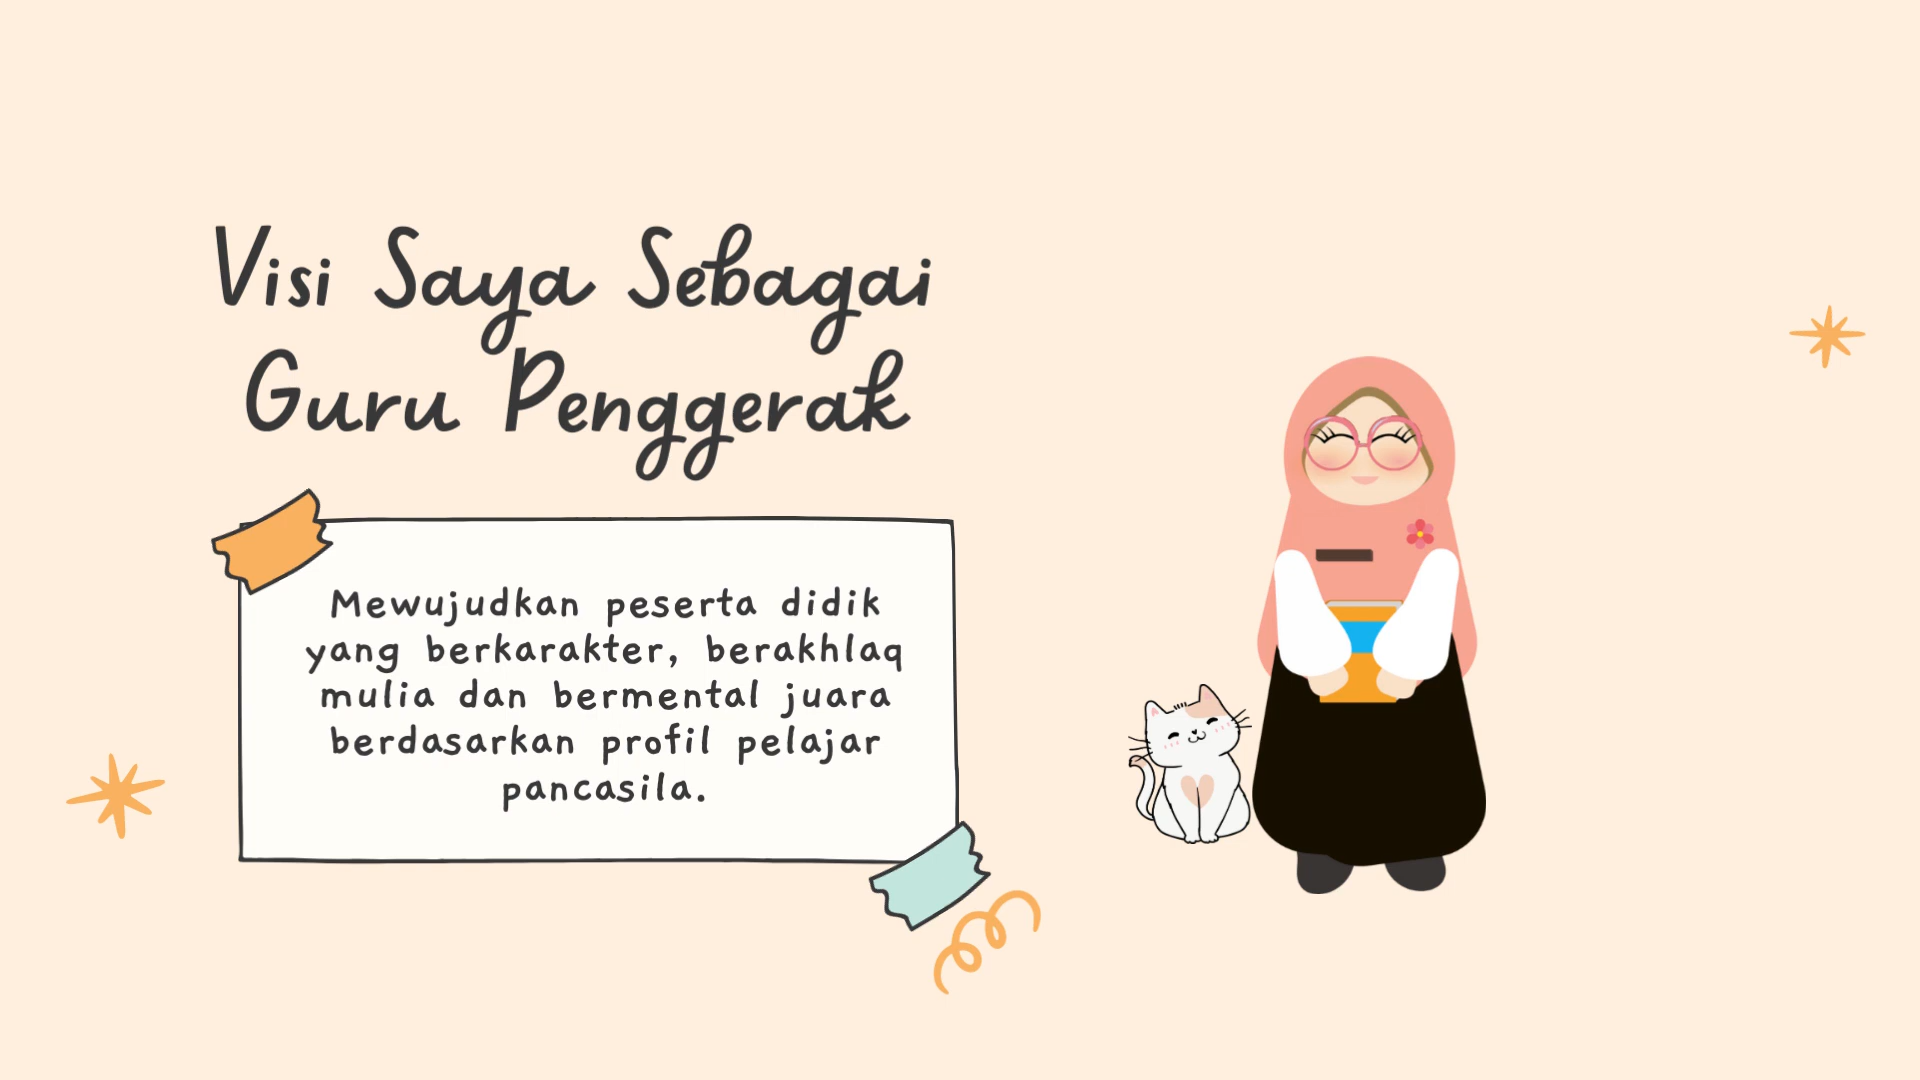 Visi Saya Sebagai
Guru Penggerak
Mewujudkan peserta didik
yang berkarakter, berakhlaq
mulia dan bermental juara
berdasarkan profil pelajar
pancasila.